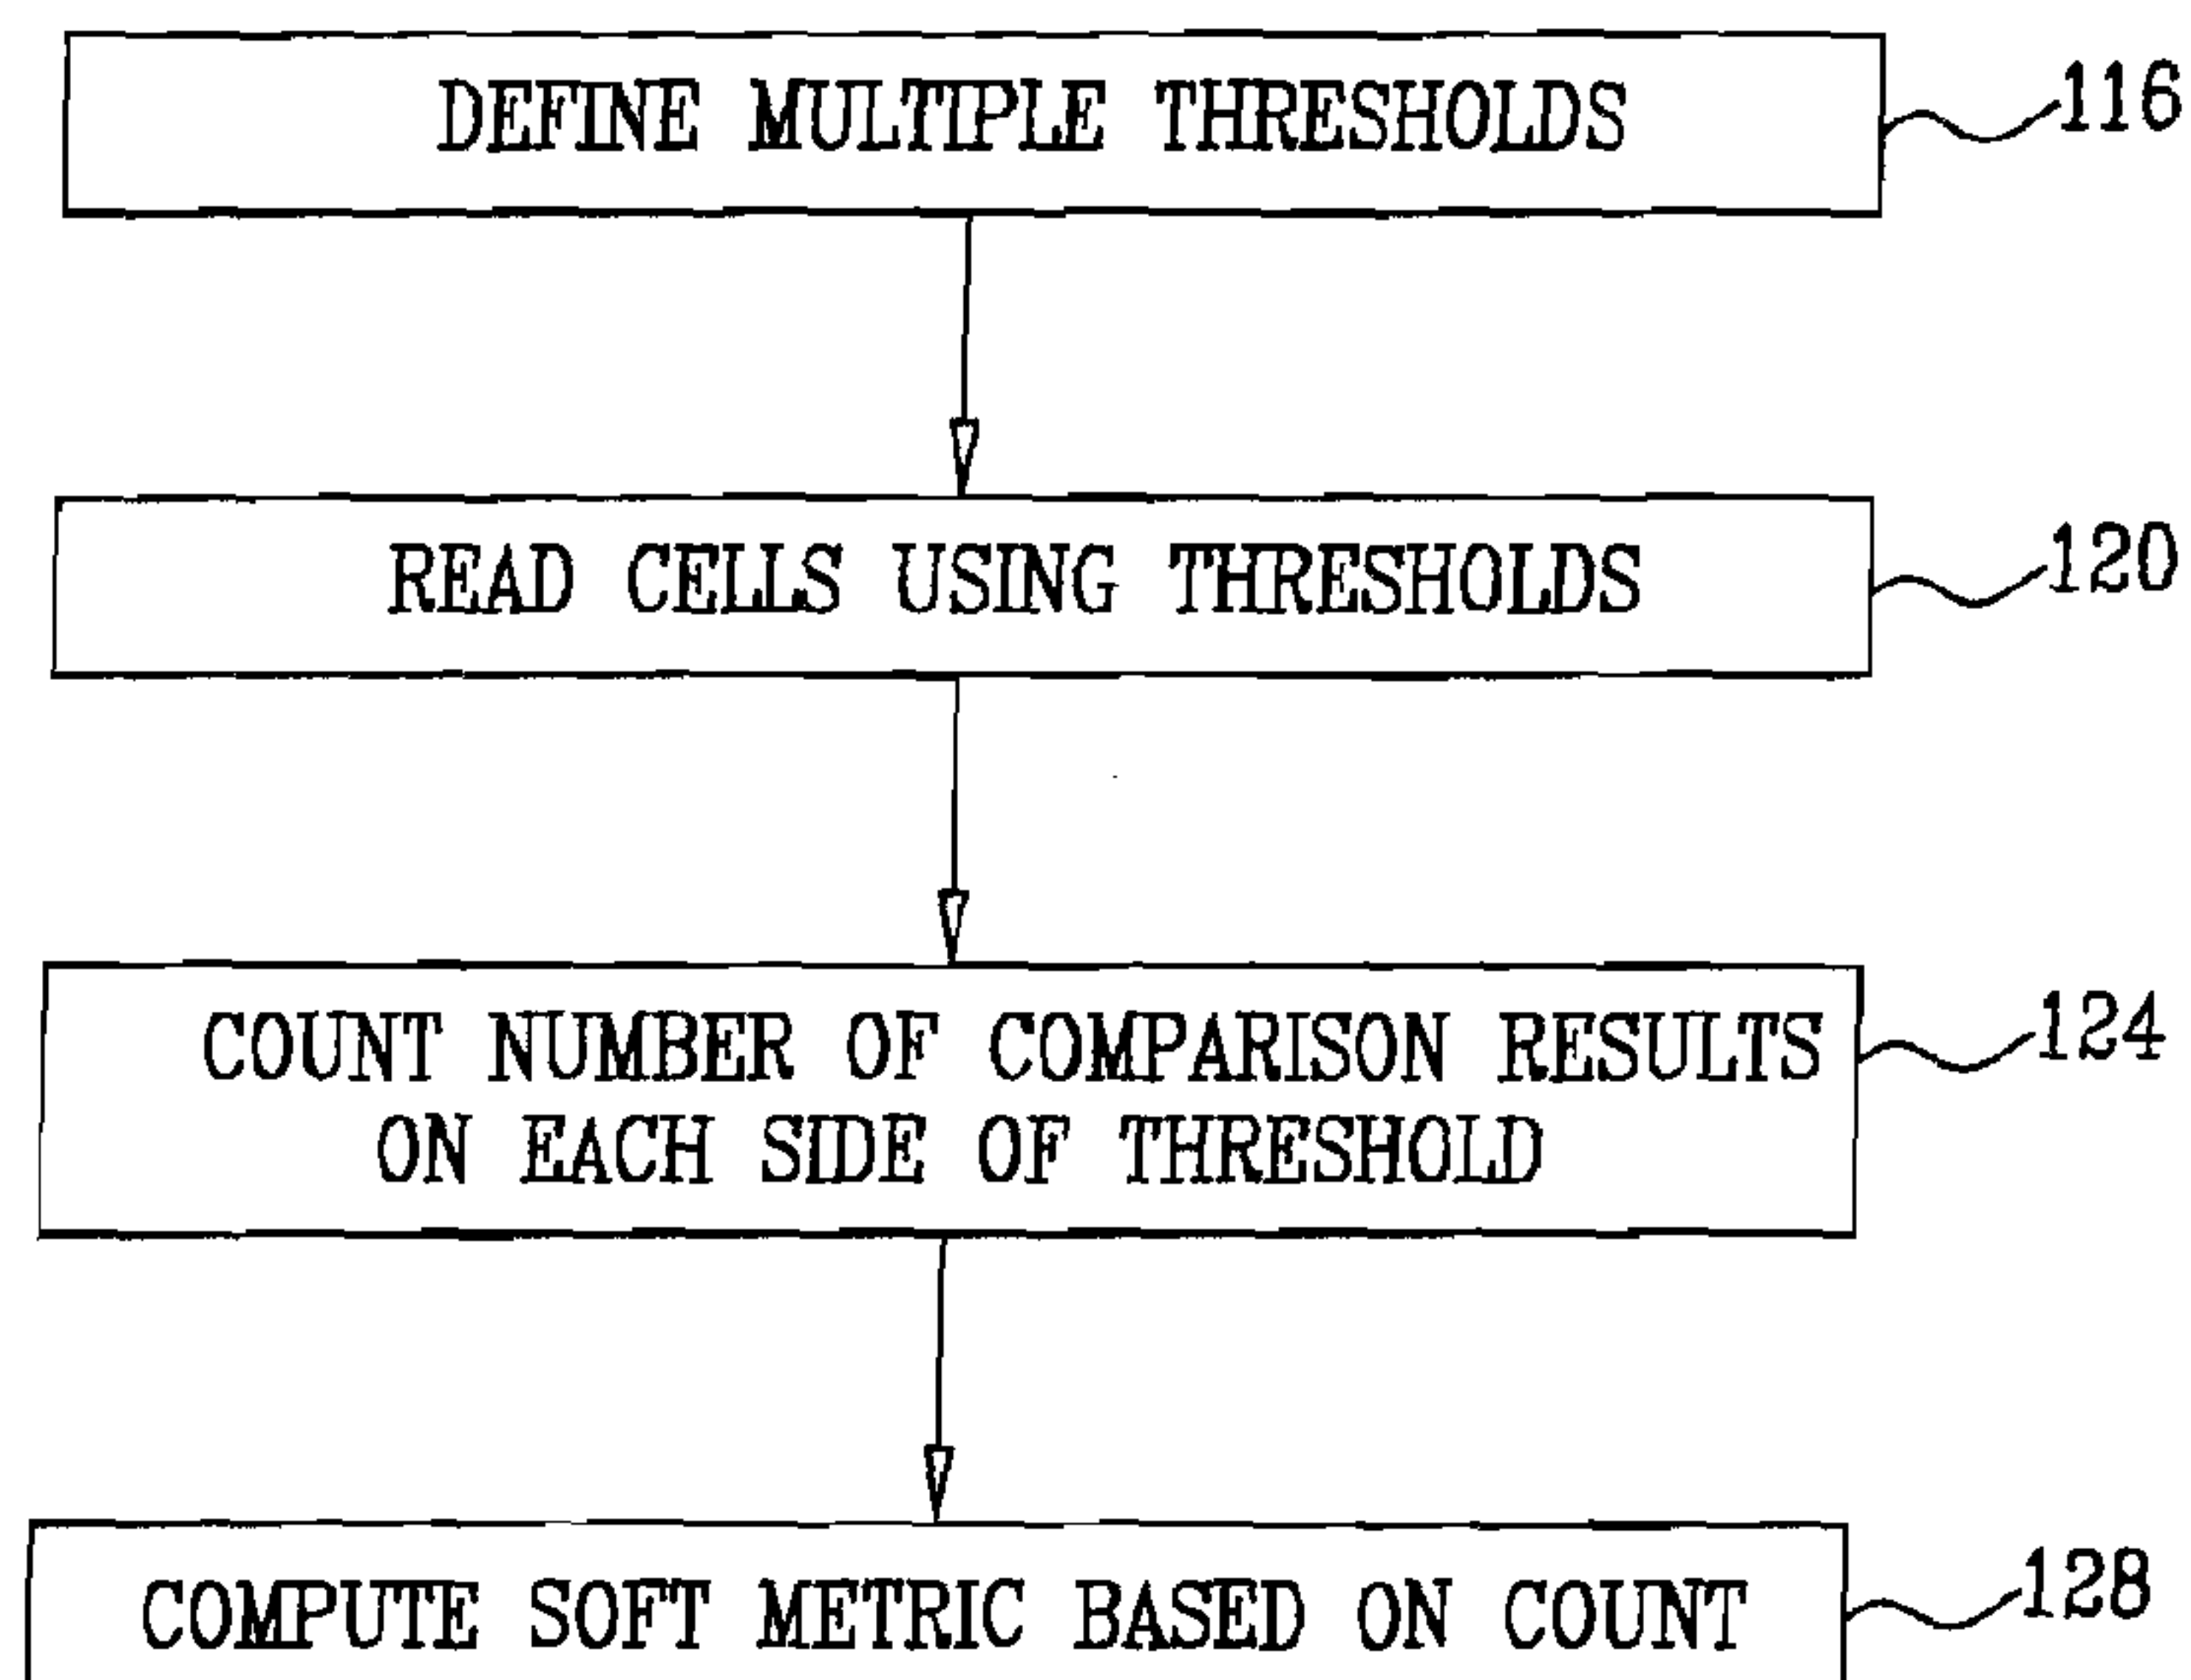 DEFINE MULTIPLE THRESHOLDS
116
READ CELLS USING THRESHOLDS
120
COUNT NUMBER OF COMPARISON RESULTS
ON EACH SIDE OF THRESHOLD
124
COMPUTE SOFT METRIC BASED ON COUNT
128